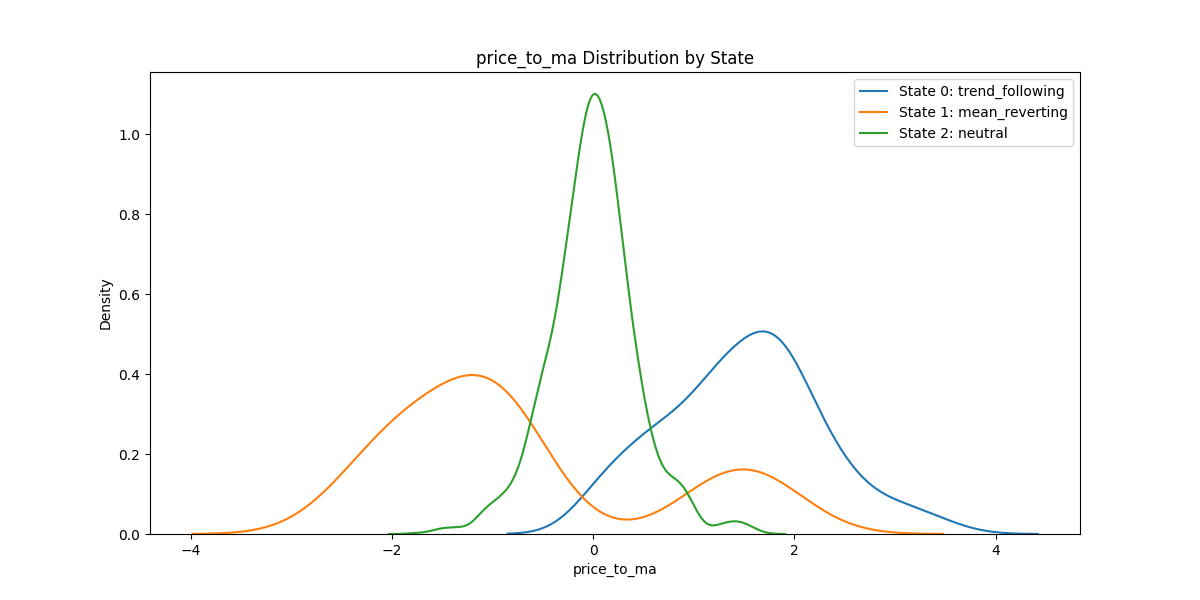 price_to_ma Distribution by State
State 0: trend_following
State 1: mean_reverting
State 2: neutral
Density
1.0
0.8
0.6
0.4
0.2
0.0
−4
−2
0
2
4
price_to_ma